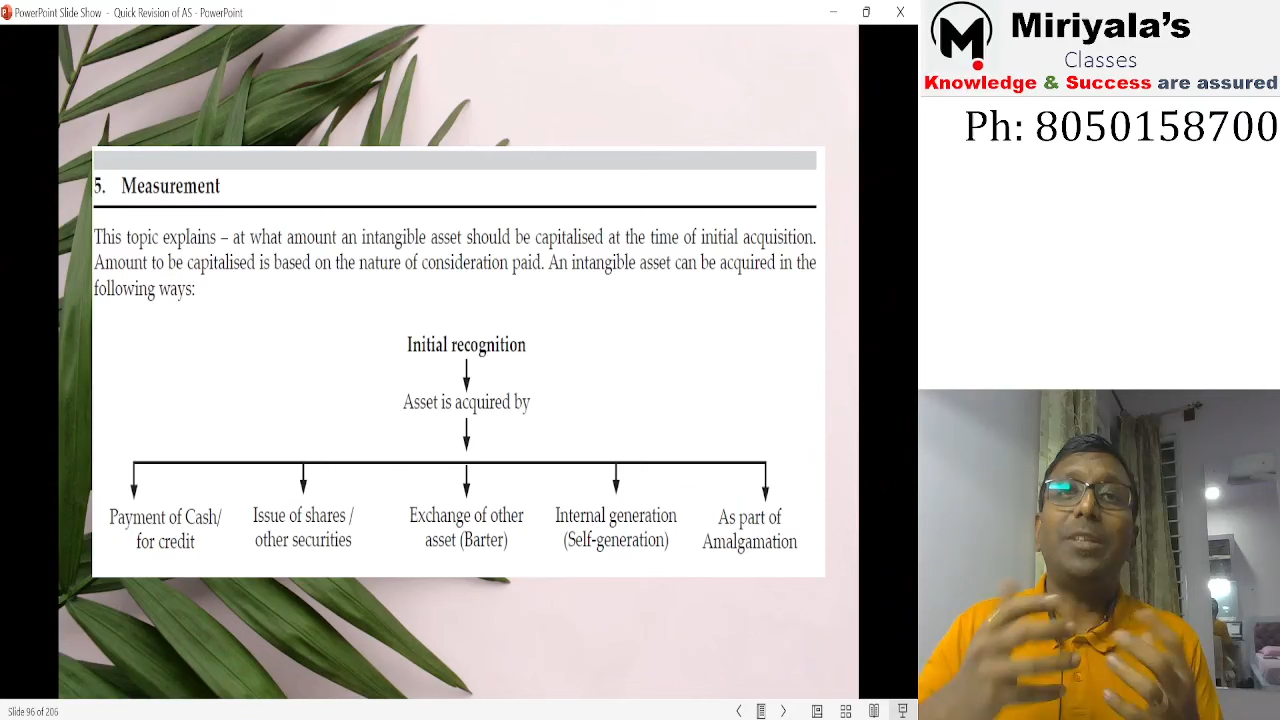 PowerPoint Slide Show - Quick Revision of AS - PowerPoint
Miriyala's
Classes
Knowledge & Success are assured
Ph: 8050158700
5. Measurement
This topic explains – at what amount an intangible asset should be capitalised at the time of initial acquisition.
Amount to be capitalised is based on the nature of consideration paid. An intangible asset can be acquired in the
following ways:
Initial recognition
Asset is acquired by
Payment of Cash/
for credit
Issue of shares /
other securities
Exchange of other
asset (Barter)
Internal generation
(Self-generation)
As part of
Amalgamation
Slide 96 of 206